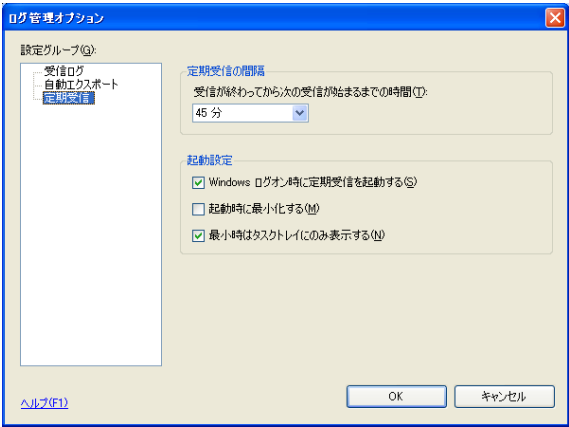 ログ管理オプション
設定グループ(G):
受信ログ
自動エクスポート
定期受信
定期受信の間隔
受信が終わってから次の受信が始まるまでの時間(T):
45 分
起動設定
Windows ログオン時に定期受信を起動する(S)
起動時に最小化する(M)
最小時はタスクトレイにのみ表示する(N)
ヘルプ(F1)
OK
キャンセル